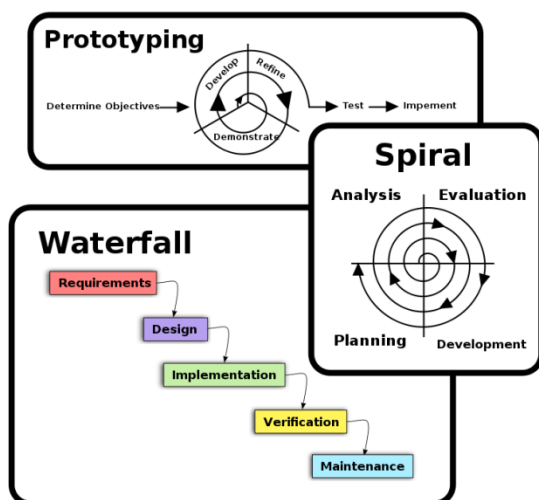 Prototyping
Develop
Refine
Determine Objectives
Test
Impement
Demonstrate
Spiral
Analysis
Evaluation
Planning
Development
Waterfall
Requirements
Design
Implementation
Verification
Maintenance